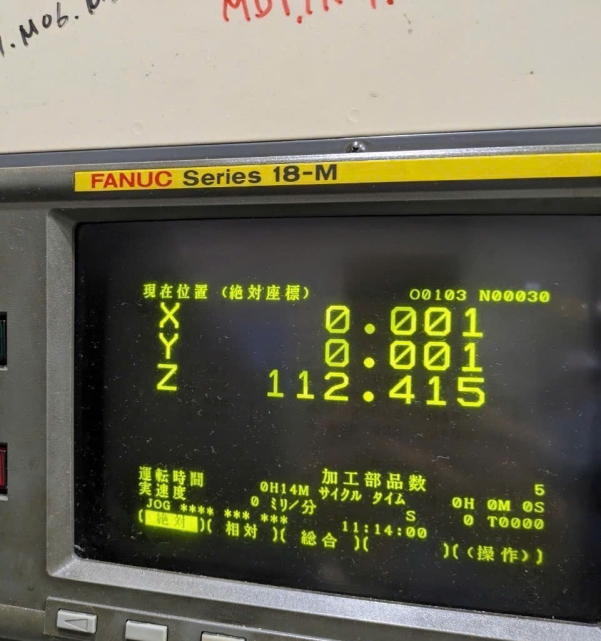 .M06.
MDI.
FANUC Series 18-M
現在位置 (絶対座標) O0103 N00030
X 0.001
Y 0.001
Z 112.415
運転時間 0H14M 加工部品数 5
実速度 0 ミリ/分 サイクル タイム 0H 0M 0S
JOG **** *** *** 11:14:00 S 0 T0000
[ 絶対 ][ 相対 ][ 総合 ][ ][ (操作) ]